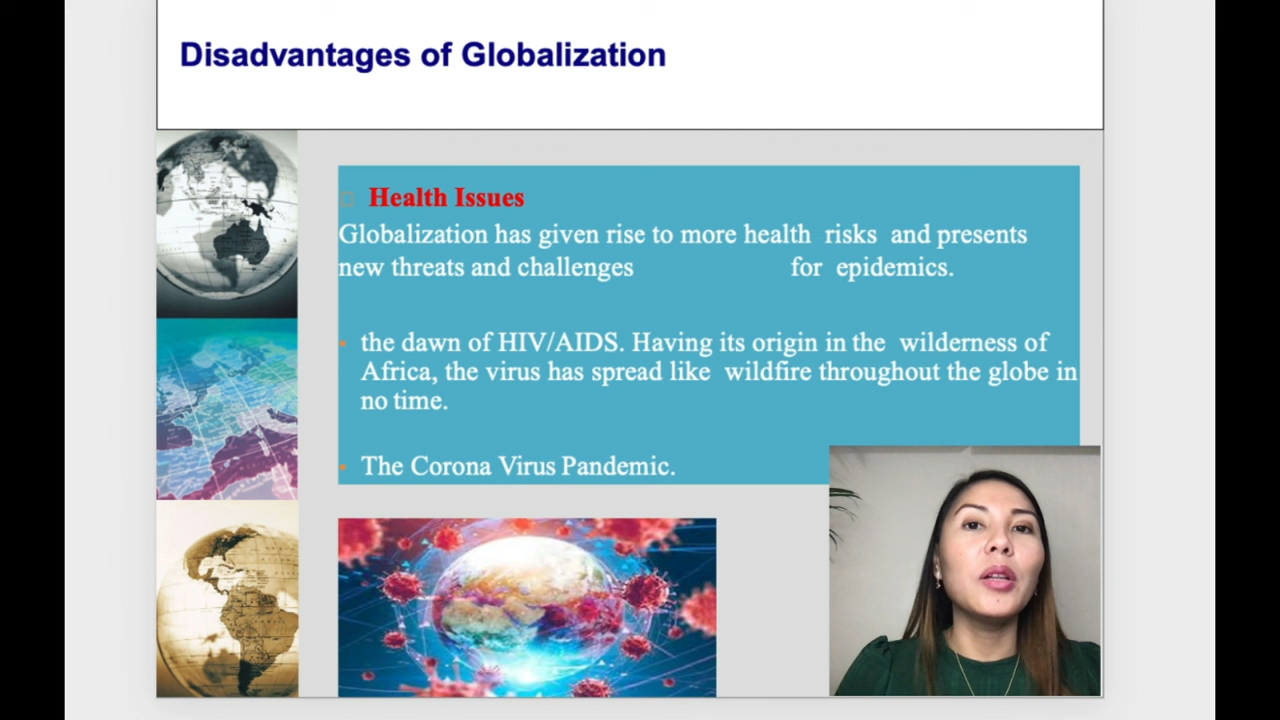 Disadvantages of Globalization
Health Issues
Globalization has given rise to more health risks and presents
new threats and challenges for epidemics.
the dawn of HIV/AIDS. Having its origin in the wilderness of
Africa, the virus has spread like wildfire throughout the globe in
no time.
The Corona Virus Pandemic.